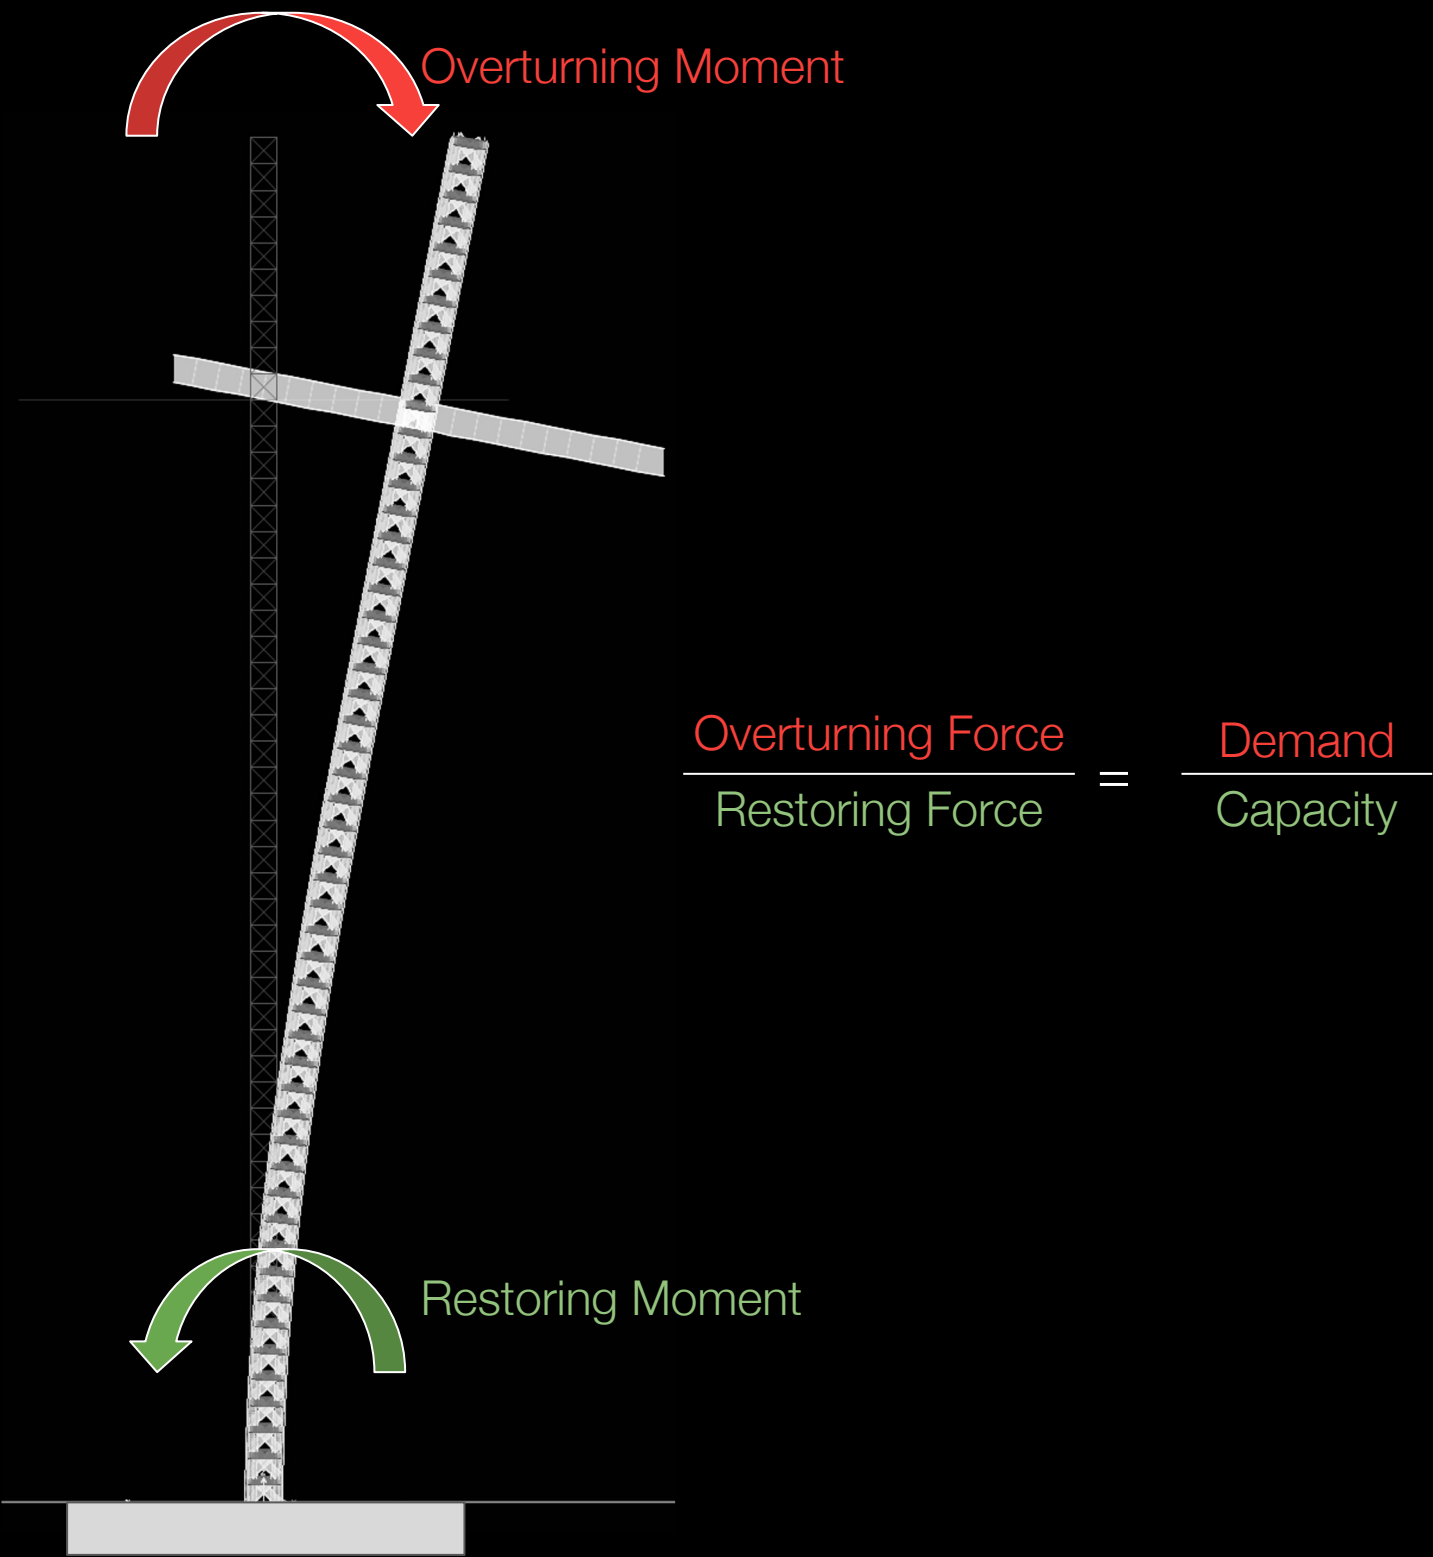 Overturning Moment
Overturning Force
Restoring Force
=
Demand
Capacity
Restoring Moment